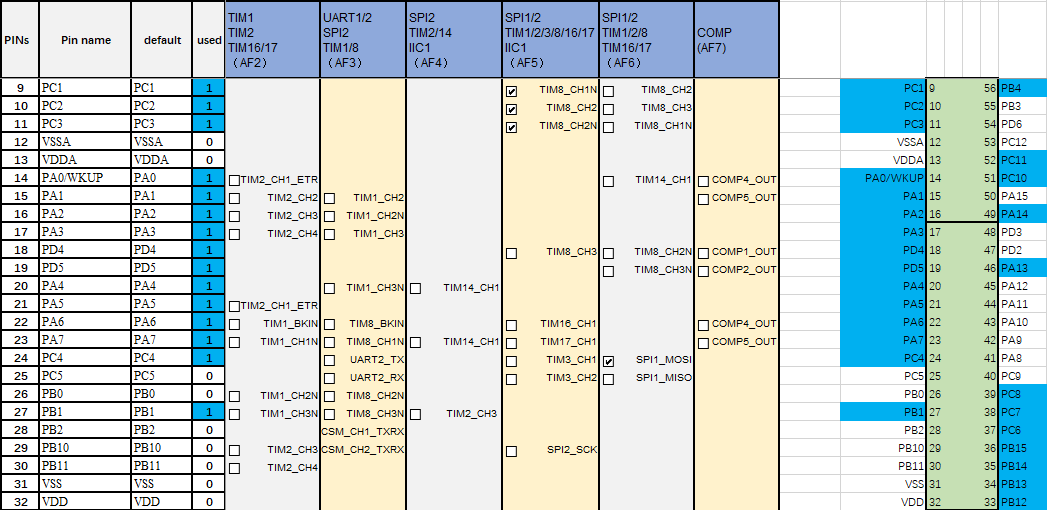 PINs Pin name default used TIM1 TIM2 TIM16/17 （AF2） UART1/2 SPI2 TIM1/8 （AF3） SPI2 TIM2/14 IIC1 （AF4） SPI1/2 TIM1/2/3/8/16/17 IIC1 （AF5） SPI1/2 TIM1/2/8 TIM16/17 （AF6） COMP (AF7)
9 PC1 PC1 1 TIM8_CH1N TIM8_CH2 PC1 9 56 PB4
10 PC2 PC2 1 TIM8_CH2 TIM8_CH3 PC2 10 55 PB3
11 PC3 PC3 1 TIM8_CH2N TIM8_CH1N PC3 11 54 PD6
12 VSSA VSSA 0 VSSA 12 53 PC12
13 VDDA VDDA 0 VDDA 13 52 PC11
14 PA0/WKUP PA0 1 TIM2_CH1_ETR TIM14_CH1 COMP4_OUT PA0/WKUP 14 51 PC10
15 PA1 PA1 1 TIM2_CH2 TIM1_CH2 COMP5_OUT PA1 15 50 PA15
16 PA2 PA2 1 TIM2_CH3 TIM1_CH2N PA2 16 49 PA14
17 PA3 PA3 1 TIM2_CH4 TIM1_CH3 PA3 17 48 PD3
18 PD4 PD4 1 TIM8_CH3 TIM8_CH2N COMP1_OUT PD4 18 47 PD2
19 PD5 PD5 1 TIM8_CH3N COMP2_OUT PD5 19 46 PA13
20 PA4 PA4 1 TIM1_CH3N TIM14_CH1 PA4 20 45 PA12
21 PA5 PA5 1 TIM2_CH1_ETR PA5 21 44 PA11
22 PA6 PA6 1 TIM1_BKIN TIM8_BKIN TIM16_CH1 COMP4_OUT PA6 22 43 PA10
23 PA7 PA7 1 TIM1_CH1N TIM8_CH1N TIM14_CH1 TIM17_CH1 COMP5_OUT PA7 23 42 PA9
24 PC4 PC4 1 UART2_TX TIM3_CH1 SPI1_MOSI PC4 24 41 PA8
25 PC5 PC5 0 UART2_RX TIM3_CH2 SPI1_MISO PC5 25 40 PC9
26 PB0 PB0 0 TIM1_CH2N TIM8_CH2N PB0 26 39 PC8
27 PB1 PB1 1 TIM1_CH3N TIM8_CH3N TIM2_CH3 PB1 27 38 PC7
28 PB2 PB2 0 CSM_CH1_TXRX PB2 28 37 PC6
29 PB10 PB10 0 TIM2_CH3 CSM_CH2_TXRX SPI2_SCK PB10 29 36 PB15
30 PB11 PB11 0 TIM2_CH4 PB11 30 35 PB14
31 VSS VSS 0 VSS 31 34 PB13
32 VDD VDD 0 VDD 32 33 PB12